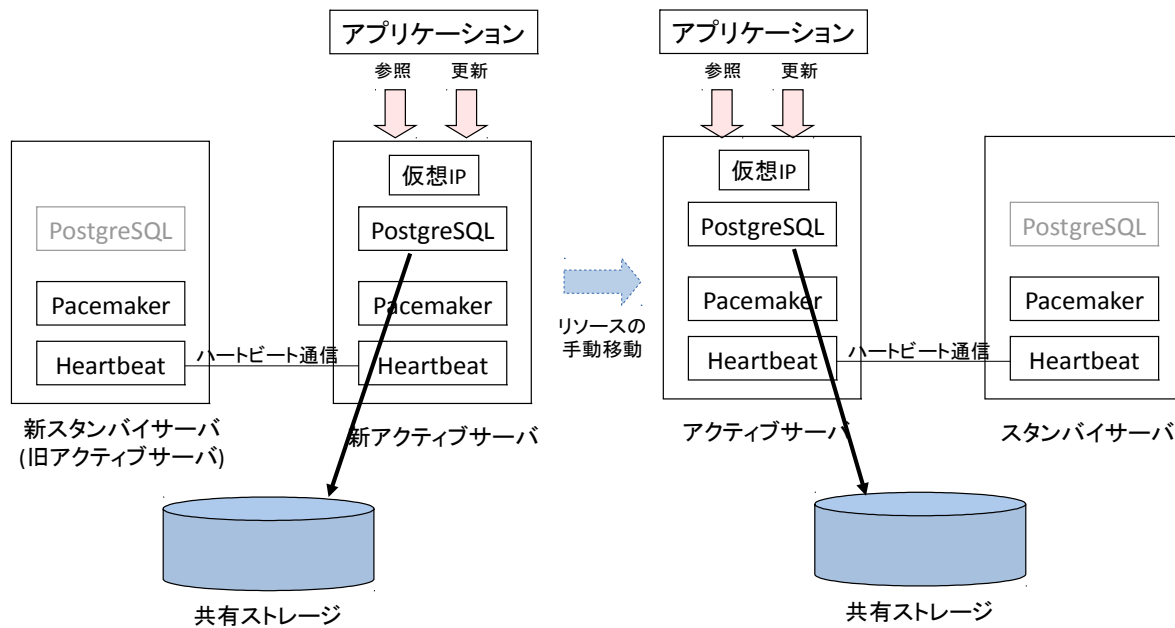 アプリケーション
参照
更新
仮想IP
PostgreSQL
PostgreSQL
Pacemaker
Pacemaker
Heartbeat
ハートビート通信
Heartbeat
新スタンバイサーバ
(旧アクティブサーバ)
新アクティブサーバ
共有ストレージ
リソースの
手動移動
アプリケーション
参照
更新
仮想IP
PostgreSQL
PostgreSQL
Pacemaker
Pacemaker
Heartbeat
ハートビート通信
Heartbeat
アクティブサーバ
スタンバイサーバ
共有ストレージ